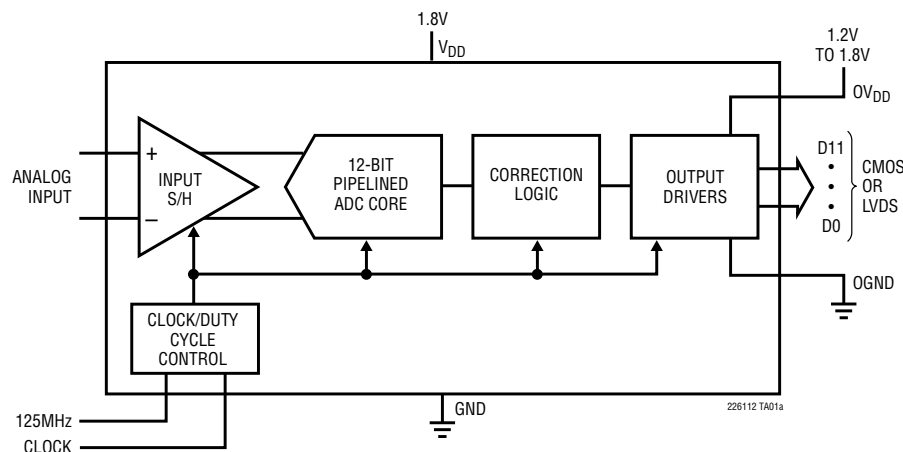 1.8V
VDD
1.2V
TO 1.8V
OVDD
ANALOG
INPUT
+
−
INPUT
S/H
12-BIT
PIPELINED
ADC CORE
CORRECTION
LOGIC
OUTPUT
DRIVERS
D11
•
•
•
D0
CMOS
OR
LVDS
OGND
CLOCK/DUTY
CYCLE
CONTROL
GND
226112 TA01a
125MHz
CLOCK